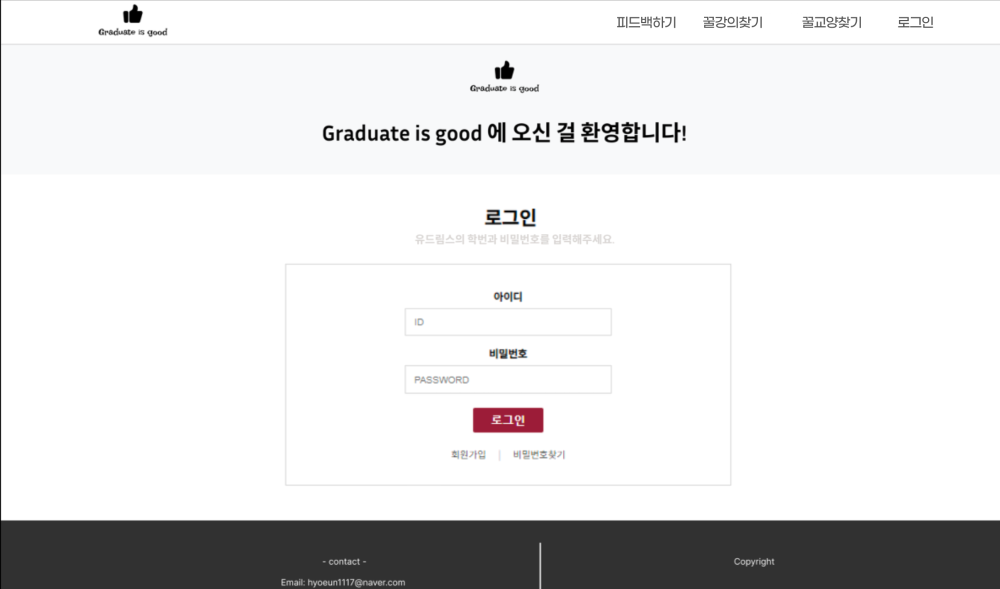 Graduate is good
피드백하기 꿀강의찾기 꿀교양찾기 로그인
Graduate is good
Graduate is good 에 오신 걸 환영합니다!
로그인
유드림스의 학번과 비밀번호를 입력해주세요.
아이디
ID
비밀번호
PASSWORD
로그인
회원가입 | 비밀번호찾기
- contact -
Copyright
Email: hyoeun1117@naver.com